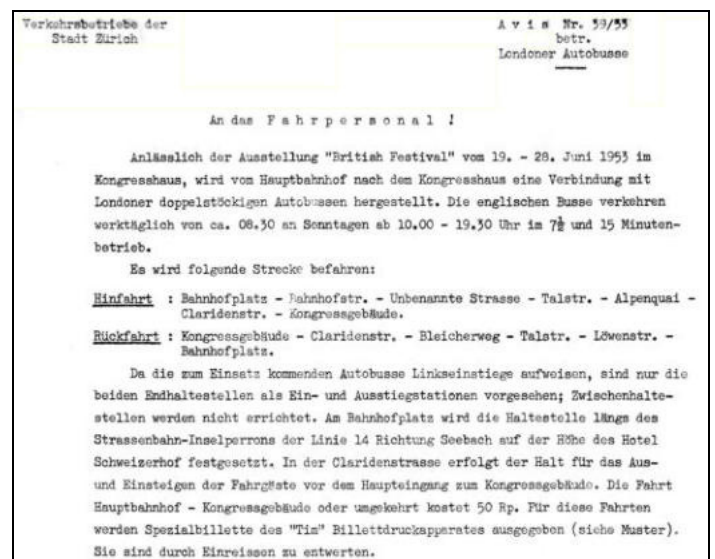 Verkehrsbetriebe der
Stadt Zürich
A v i s Nr. 39/53
betr.
Londoner Autobusse
An das F a h r p e r s o n a l !
Anlässlich der Ausstellung "British Festival" vom 19. - 28. Juni 1953 im
Kongresshaus, wird vom Hauptbahnhof nach dem Kongresshaus eine Verbindung mit
Londoner doppelstöckigen Autobussen hergestellt. Die englischen Busse verkehren
werktäglich von ca. 08.30 an Sonntagen ab 10.00 - 19.30 Uhr im 7½ und 15 Minuten-
betrieb.
Es wird folgende Strecke befahren:
Hinfahrt : Bahnhofplatz - Bahnhofstr. - Unbenannte Strasse - Talstr. - Alpenquai -
Claridenstr. - Kongressgebäude.
Rückfahrt : Kongressgebäude - Claridenstr. - Bleicherweg - Talstr. - Löwenstr. -
Bahnhofplatz.
Da die zum Einsatz kommenden Autobusse Linkseinstiege aufweisen, sind nur die
beiden Endhaltestellen als Ein- und Ausstiegstationen vorgesehen; Zwischenhalte-
stellen werden nicht errichtet. Am Bahnhofplatz wird die Haltestelle längs des
Strassenbahn-Inselperrons der Linie 14 Richtung Seebach auf der Höhe des Hotel
Schweizerhof festgesetzt. In der Claridenstrasse erfolgt der Halt für das Aus-
und Einsteigen der Fahrgäste vor dem Haupteingang zum Kongressgebäude. Die Fahrt
Hauptbahnhof - Kongressgebäude oder umgekehrt kostet 50 Rp. Für diese Fahrten
werden Spezialbillette des "Tim" Billettdruckapparates ausgegeben (siehe Muster).
Sie sind durch Einreissen zu entwerten.